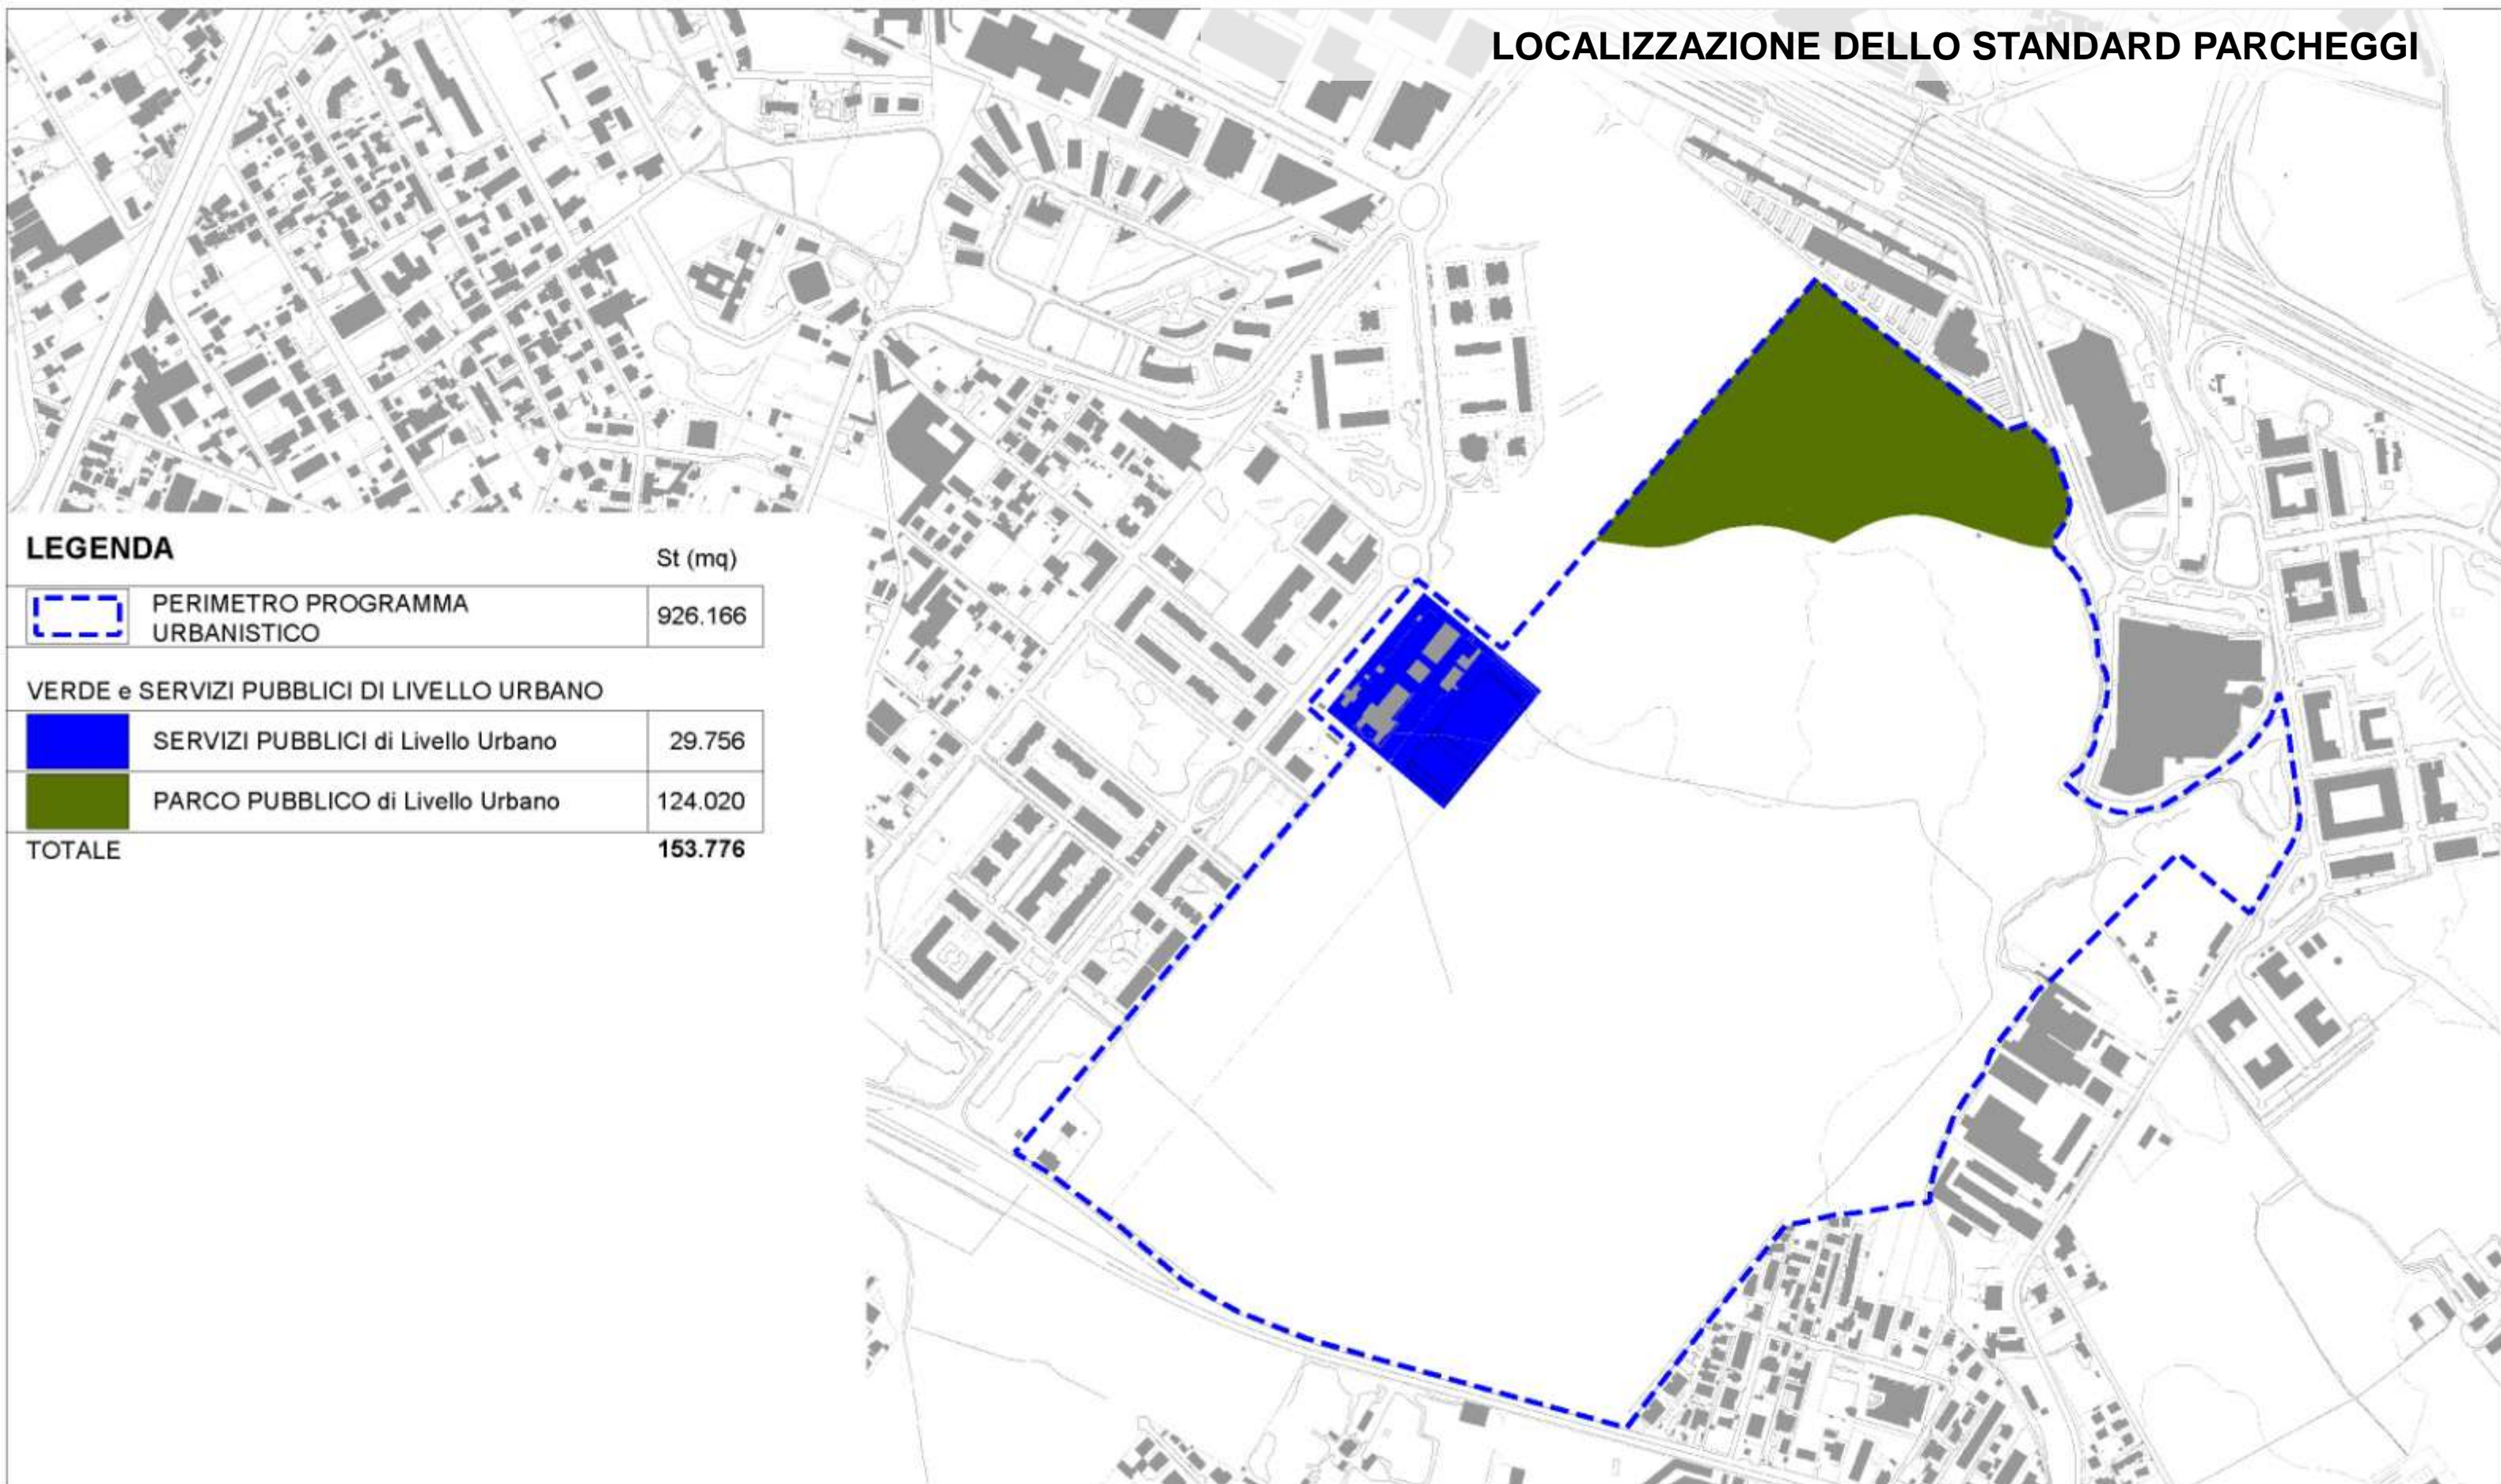 LOCALIZZAZIONE DELLO STANDARD PARCHEGGI
LEGENDA
St (mq)
PERIMETRO PROGRAMMA
URBANISTICO
926.166
VERDE e SERVIZI PUBBLICI DI LIVELLO URBANO
SERVIZI PUBBLICI di Livello Urbano
29.756
PARCO PUBBLICO di Livello Urbano
124.020
TOTALE
153.776